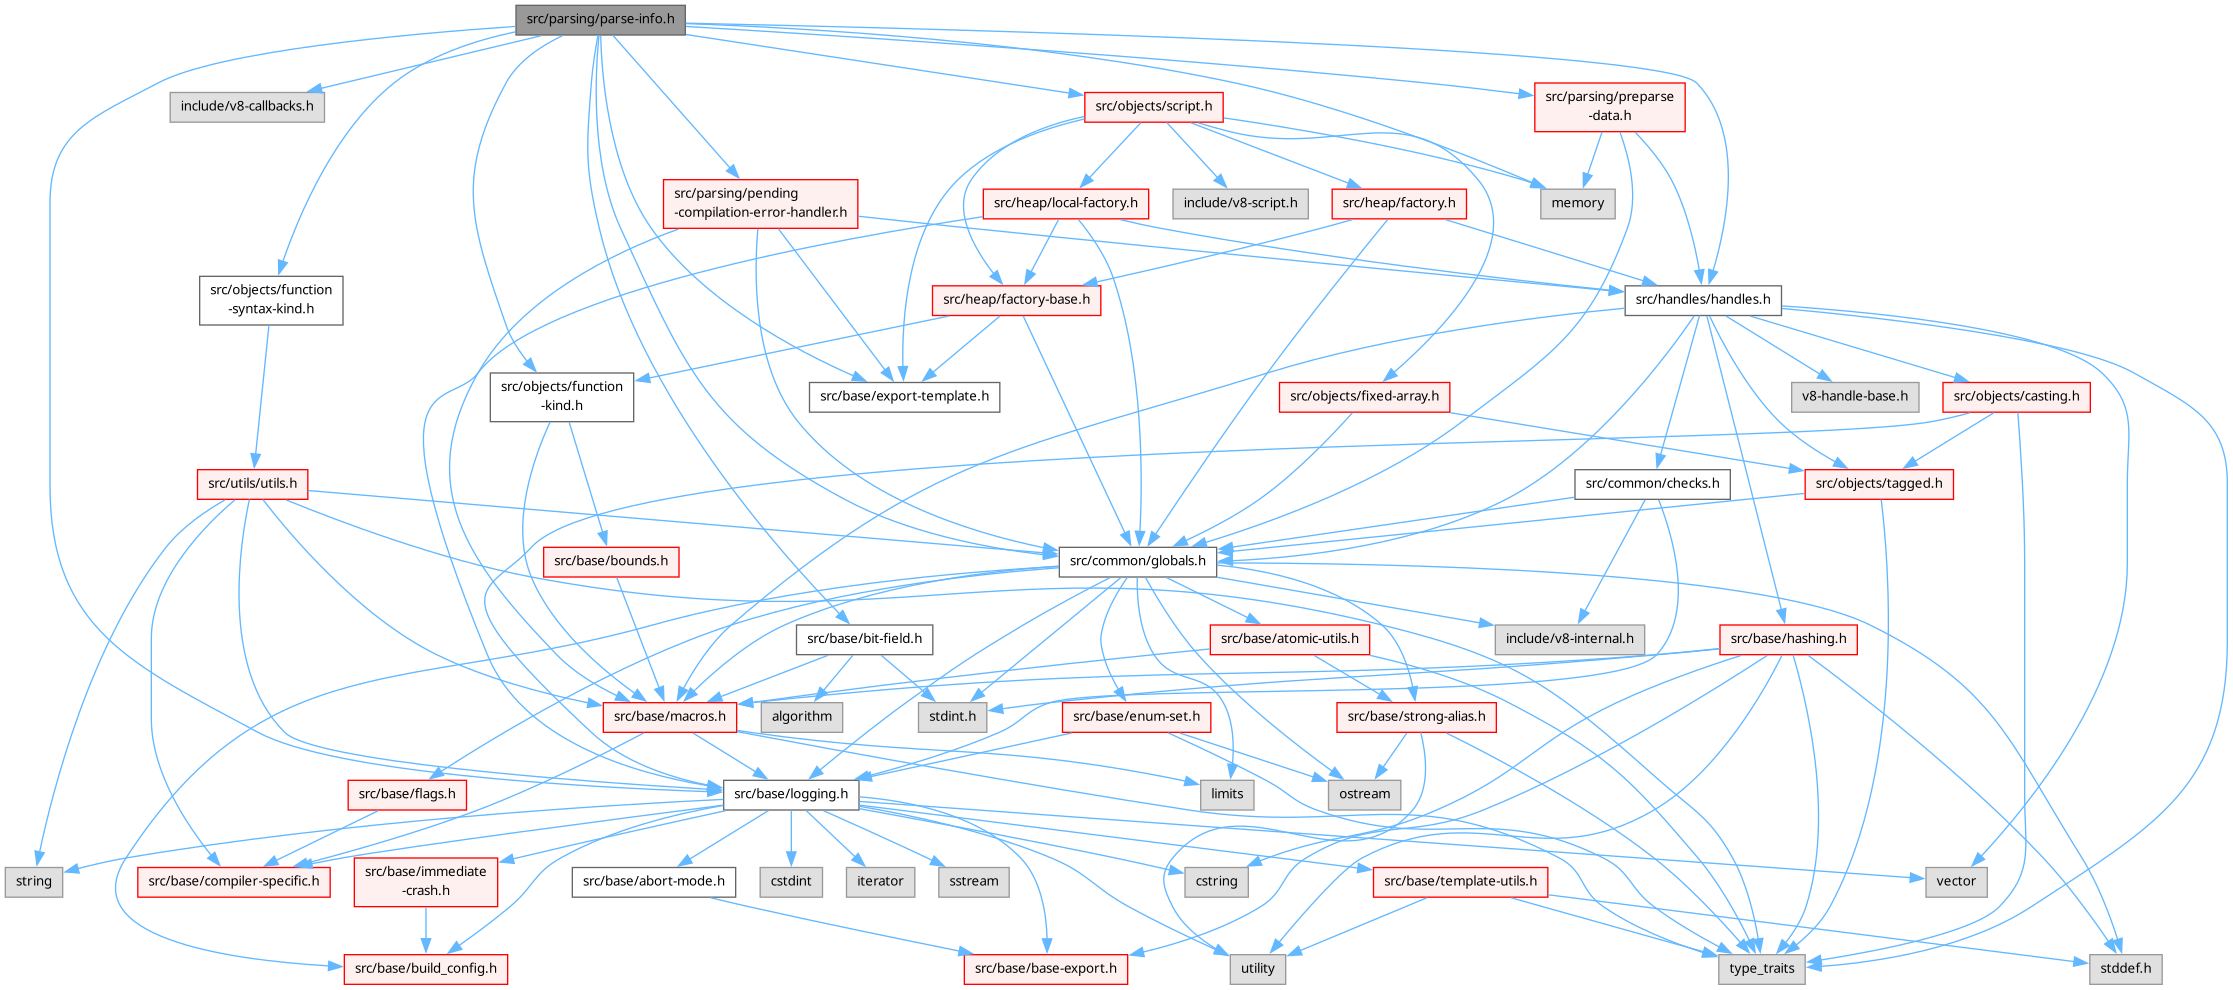 src/parsing/parse-info.h
include/v8-callbacks.h
src/objects/script.h
src/parsing/preparse
-data.h
src/parsing/pending
-compilation-error-handler.h
src/heap/local-factory.h
include/v8-script.h
src/heap/factory.h
memory
src/objects/function
-syntax-kind.h
src/heap/factory-base.h
src/handles/handles.h
src/objects/function
-kind.h
src/base/export-template.h
src/objects/fixed-array.h
v8-handle-base.h
src/objects/casting.h
src/utils/utils.h
src/common/checks.h
src/objects/tagged.h
src/base/bounds.h
src/common/globals.h
src/base/bit-field.h
src/base/atomic-utils.h
include/v8-internal.h
src/base/hashing.h
src/base/macros.h
algorithm
stdint.h
src/base/enum-set.h
src/base/strong-alias.h
src/base/flags.h
src/base/logging.h
limits
ostream
string
src/base/compiler-specific.h
src/base/immediate
-crash.h
src/base/abort-mode.h
cstdint
iterator
sstream
cstring
src/base/template-utils.h
vector
src/base/build_config.h
src/base/base-export.h
utility
type_traits
stddef.h